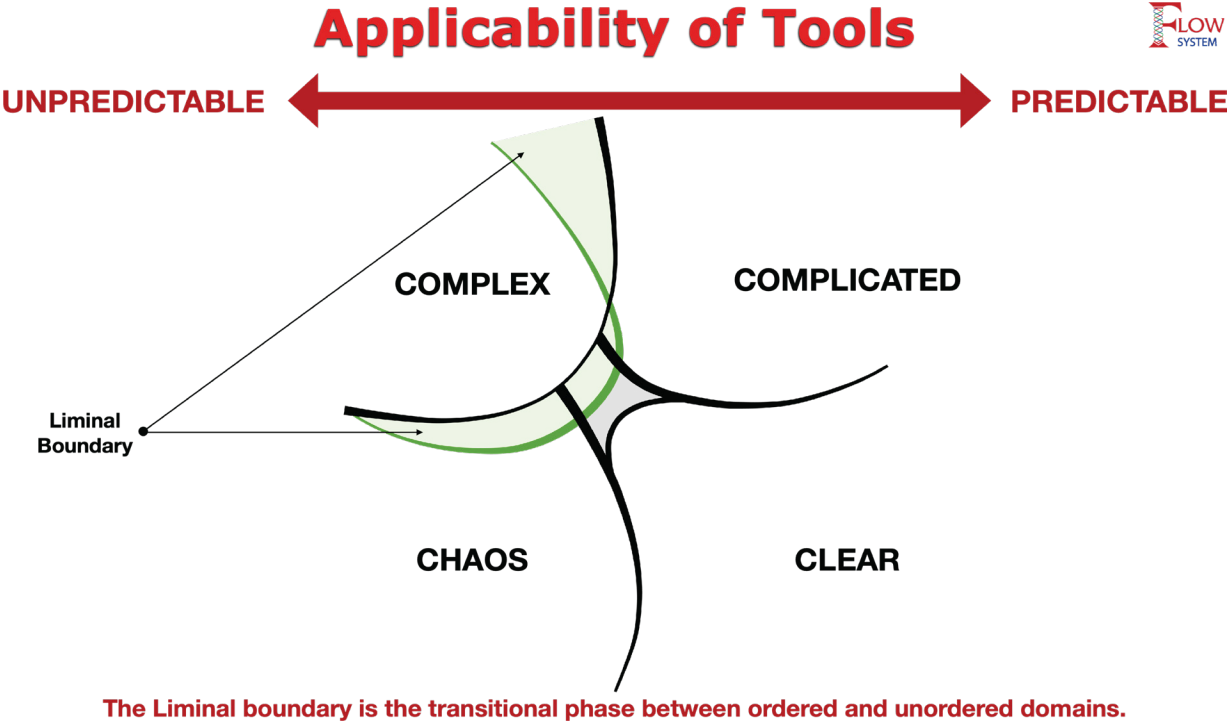 Applicability of Tools
FLOW
SYSTEM
UNPREDICTABLE
PREDICTABLE
COMPLEX
COMPLICATED
Liminal
Boundary
CHAOS
CLEAR
The Liminal boundary is the transitional phase between ordered and unordered domains.